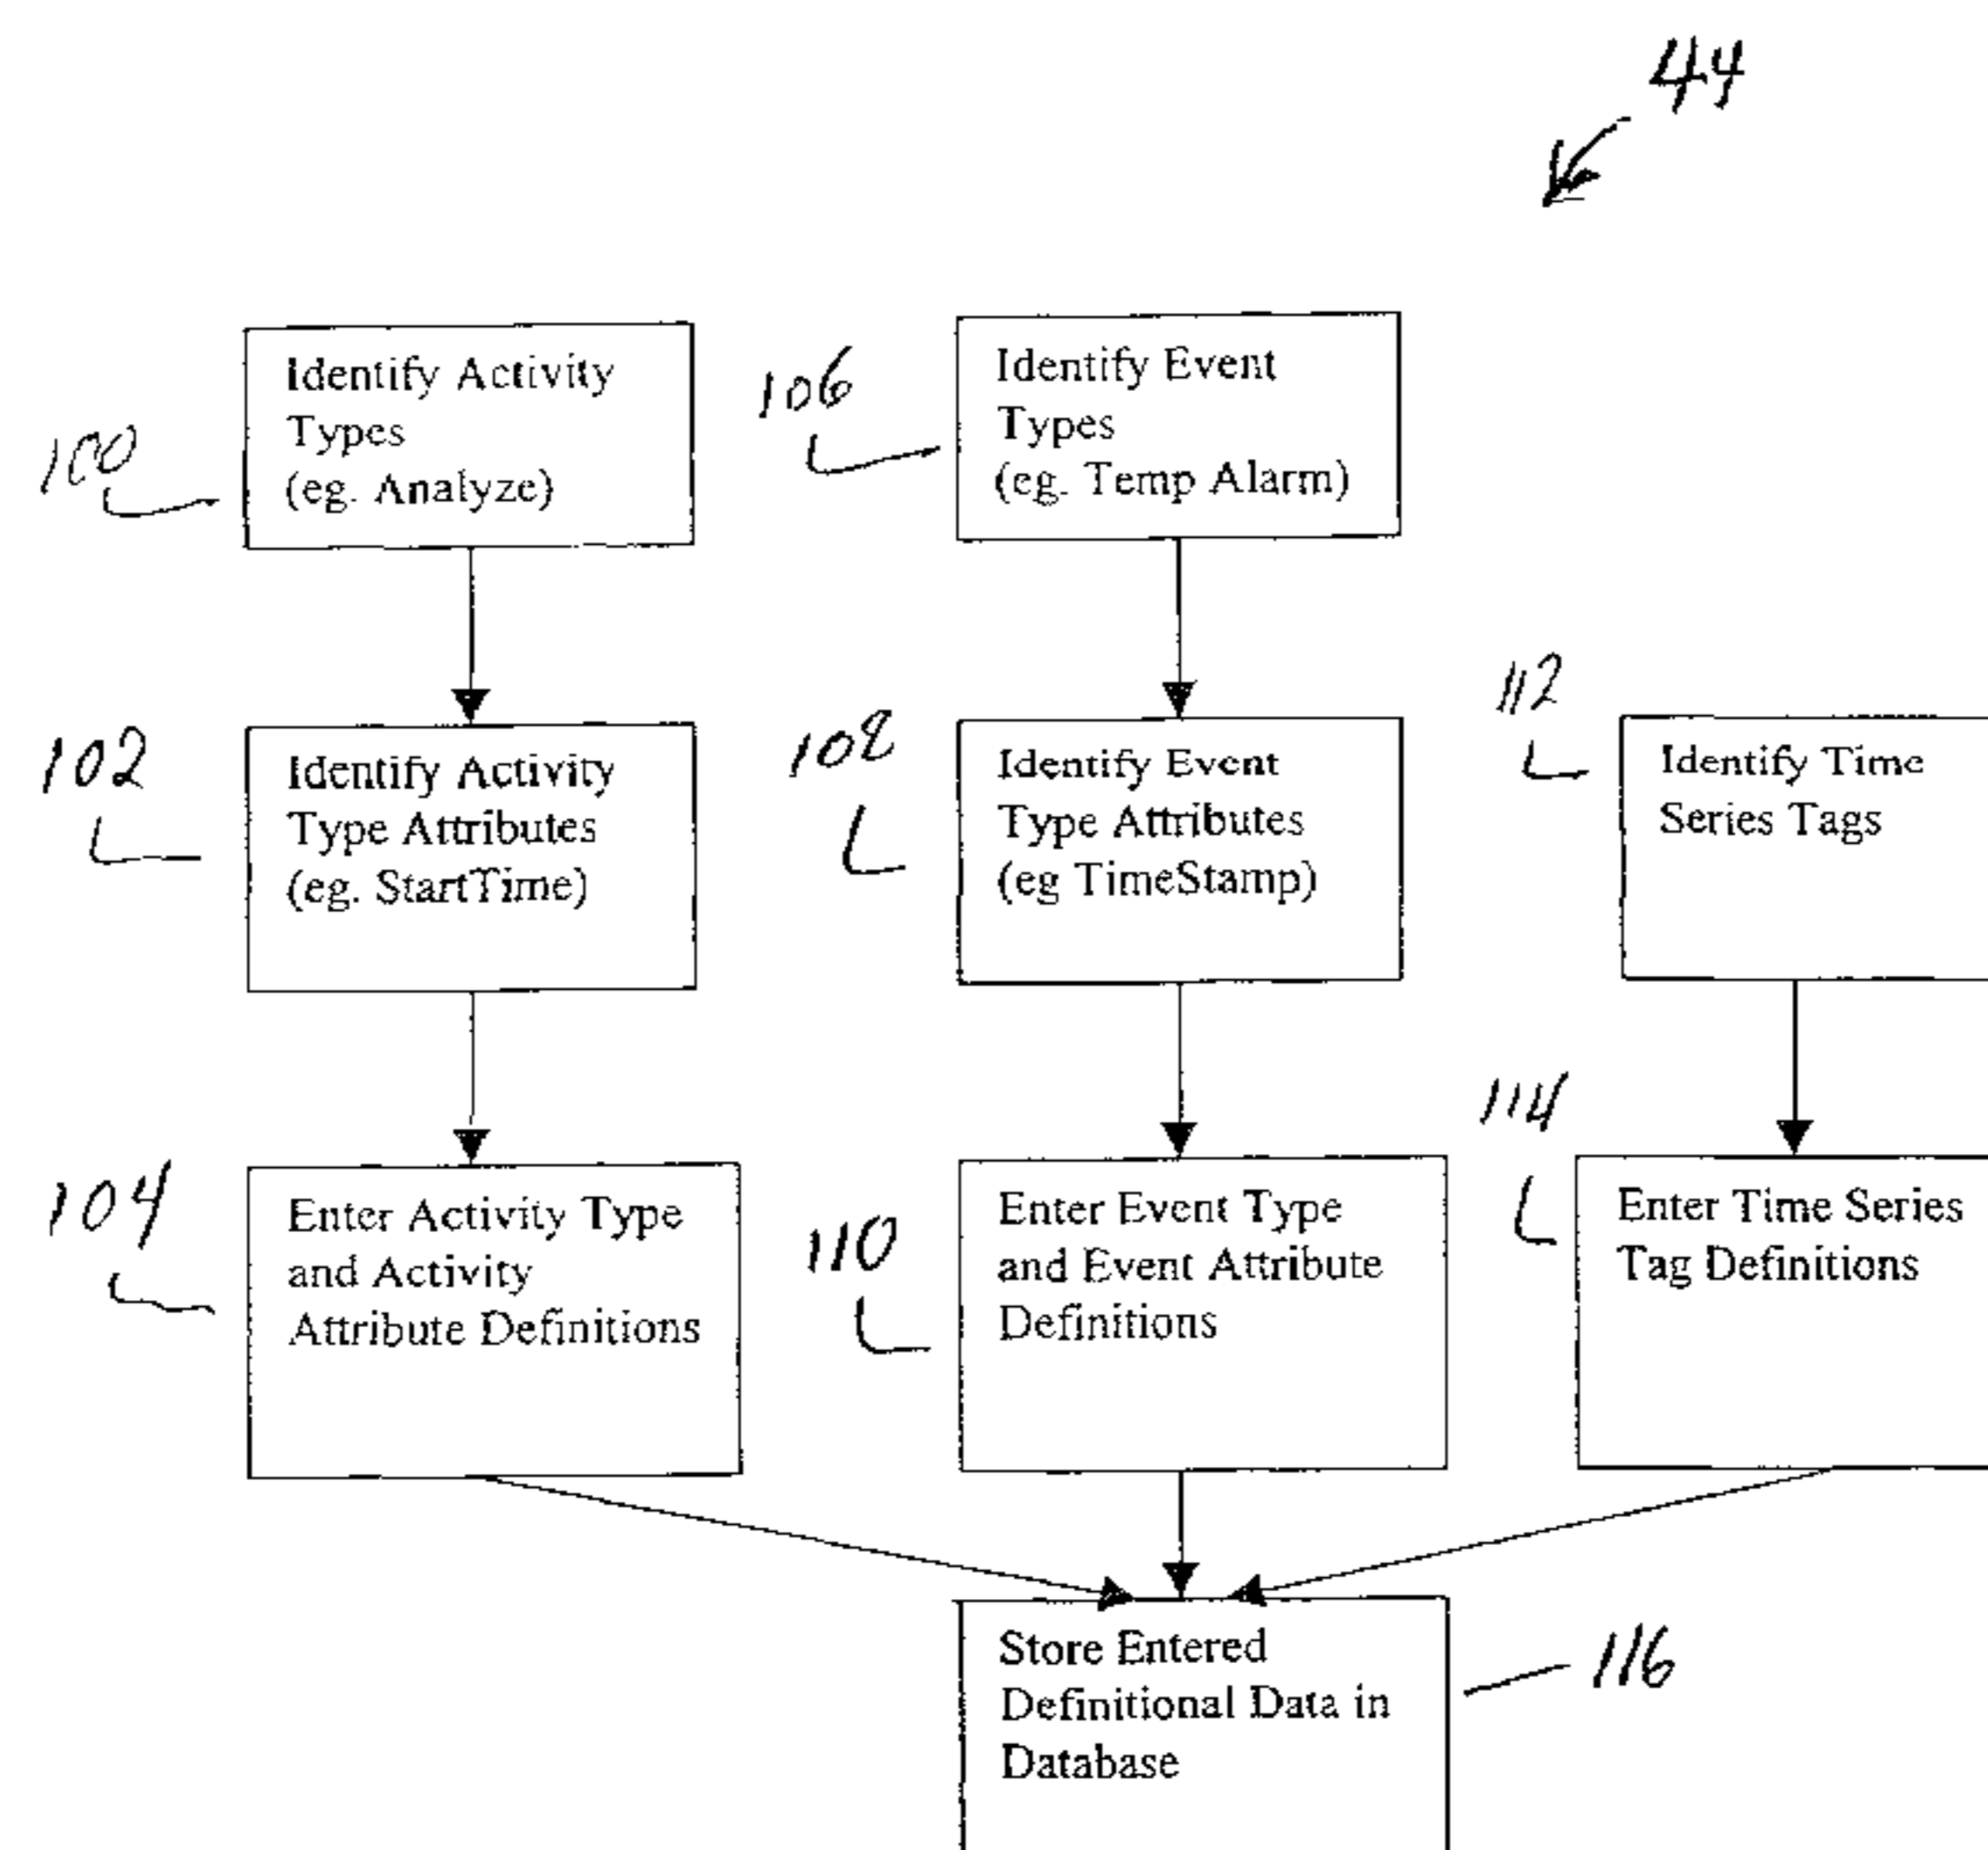 44
100
Identify Activity
Types
(eg. Analyze)
106
Identify Event
Types
(eg. Temp Alarm)
102
Identify Activity
Type Attributes
(eg. StartTime)
108
Identify Event
Type Attributes
(eg TimeStamp)
112
Identify Time
Series Tags
104
Enter Activity Type
and Activity
Attribute Definitions
110
Enter Event Type
and Event Attribute
Definitions
114
Enter Time Series
Tag Definitions
Store Entered
Definitional Data in
Database
116